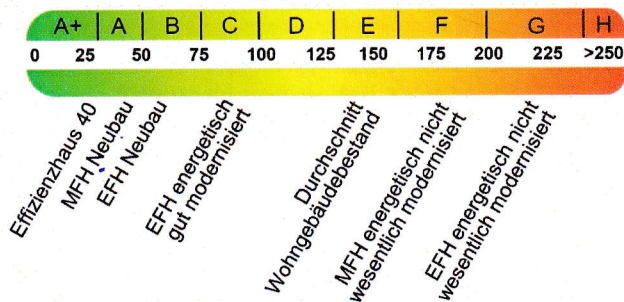 A+ A B C D E F G H
0 25 50 75 100 125 150 175 200 225 >250
Effizienzhaus 40
MFH Neubau
EFH Neubau
EFH energetisch
gut modernisiert
Durchschnitt
Wohngebäudebestand
MFH energetisch nicht
wesentlich modernisiert
EFH energetisch nicht
wesentlich modernisiert